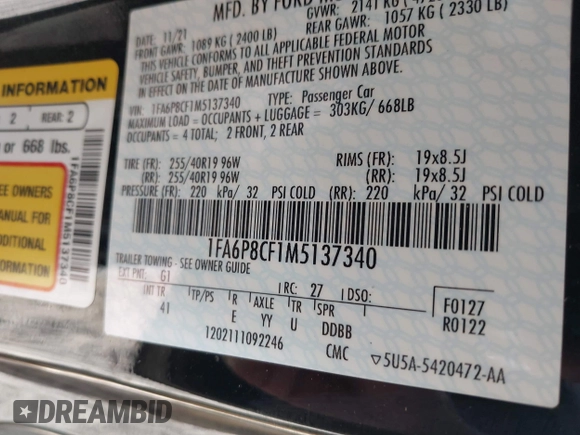 MFD. BY FORD
DATE: 11/21
GVWR: 2141 KG
FRONT GAWR: 1089 KG (2400 LB)
REAR GAWR: 1057 KG (2330 LB)
THIS VEHICLE CONFORMS TO ALL APPLICABLE FEDERAL MOTOR
VEHICLE SAFETY, BUMPER, AND THEFT PREVENTION STANDARDS
IN EFFECT ON THE DATE OF MANUFACTURE SHOWN ABOVE.
VIN: 1FA6P8CF1M5137340 TYPE: Passenger Car
MAXIMUM LOAD = OCCUPANTS + LUGGAGE = 303KG/ 668LB
OCCUPANTS = 4 TOTAL; 2 FRONT, 2 REAR
TIRE (FR): 255/40R19 96W RIMS (FR): 19x8.5J
(RR): 255/40R19 96W (RR): 19x8.5J
PRESSURE (FR): 220 kPa/ 32 PSI COLD (RR): 220 kPa/ 32 PSI COLD
1FA6P8CF1M5137340
TRAILER TOWING - SEE OWNER GUIDE
EXT PNT: G1 RC: 27 DSO:
INT TR TP/PS R AXLE TR SPR
41 E YY U DDBB
F0127
R0122
1202111092246 CMC
5U5A-5420472-AA
INFORMATION
2 REAR: 2
or 668 lbs.
SEE OWNERS
MANUAL FOR
ADDITIONAL
INFORMATION
1FA6P8CF1M5137340
DREAMBID